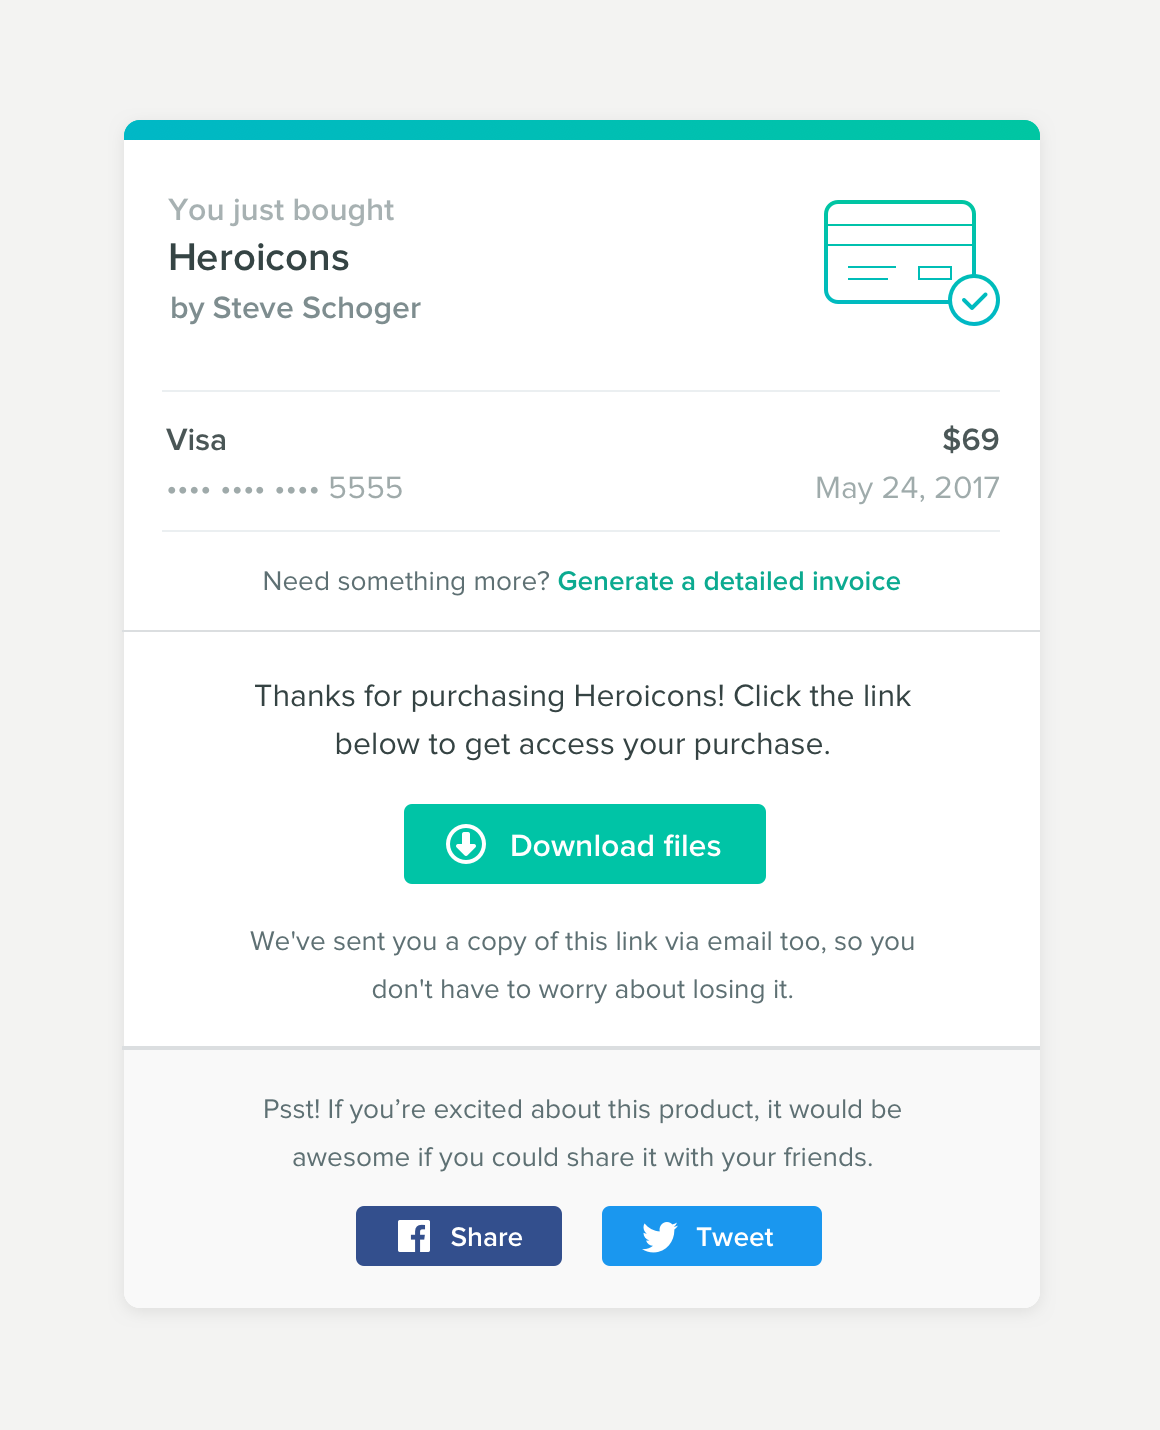 You just bought
Heroicons
by Steve Schoger
Visa
$69
•••• •••• •••• 5555
May 24, 2017
Need something more? Generate a detailed invoice
Thanks for purchasing Heroicons! Click the link
below to get access your purchase.
Download files
We've sent you a copy of this link via email too, so you
don't have to worry about losing it.
Psst! If you’re excited about this product, it would be
awesome if you could share it with your friends.
Share
Tweet